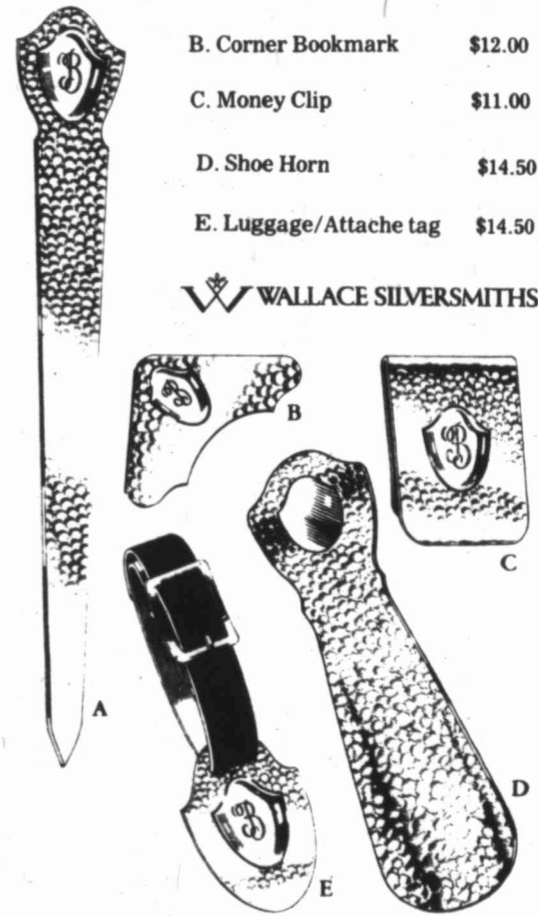 B. Corner Bookmark $12.00
C. Money Clip $11.00
D. Shoe Horn $14.50
E. Luggage/Attache tag $14.50
W WALLACE SILVERSMITHS
B
B
B
B
C
A
D
B
E